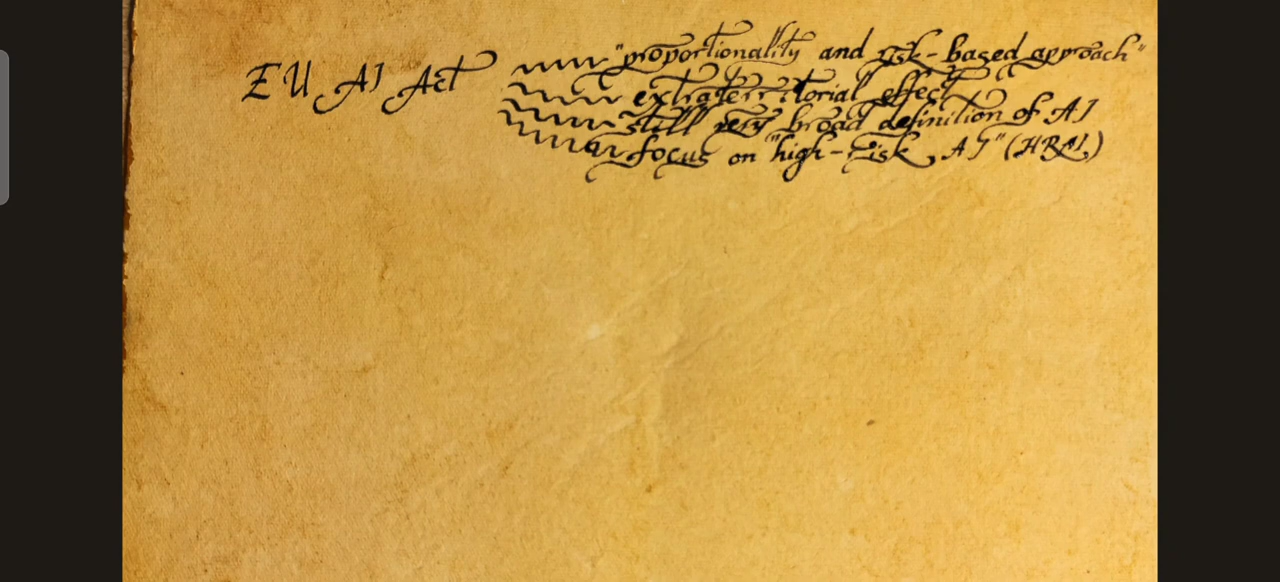 EU AI Act "proportionality and risk-based approach"
extraterritorial effect
still very broad definition of AI
focus on "high-risk AI" (HRAI)